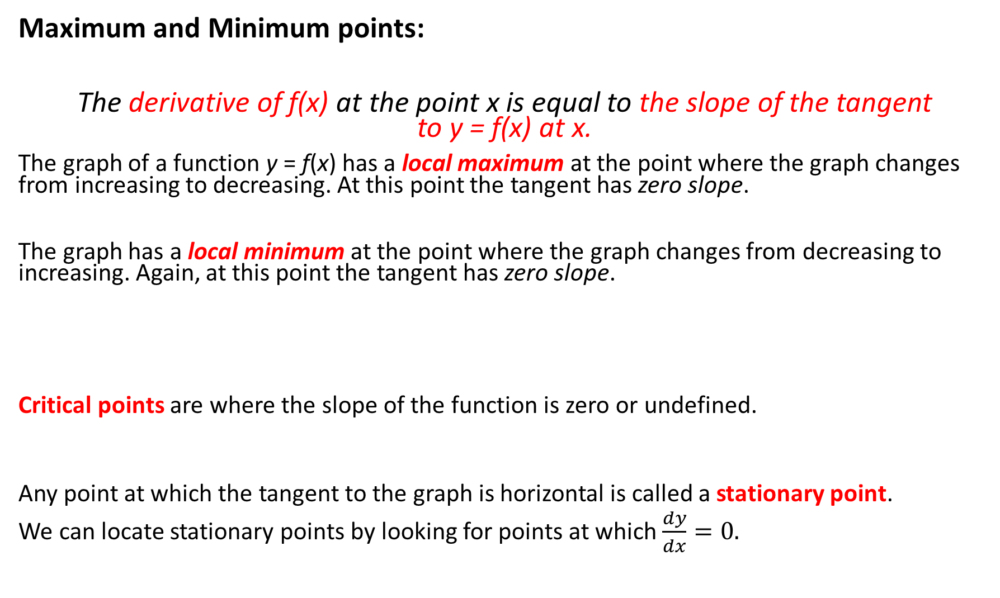 Maximum and Minimum points:
The derivative of f(x) at the point x is equal to the slope of the tangent
to y = f(x) at x.
The graph of a function y = f(x) has a local maximum at the point where the graph changes
from increasing to decreasing. At this point the tangent has zero slope.
The graph has a local minimum at the point where the graph changes from decreasing to
increasing. Again, at this point the tangent has zero slope.
Critical points are where the slope of the function is zero or undefined.
Any point at which the tangent to the graph is horizontal is called a stationary point.
We can locate stationary points by looking for points at which dy/dx = 0.